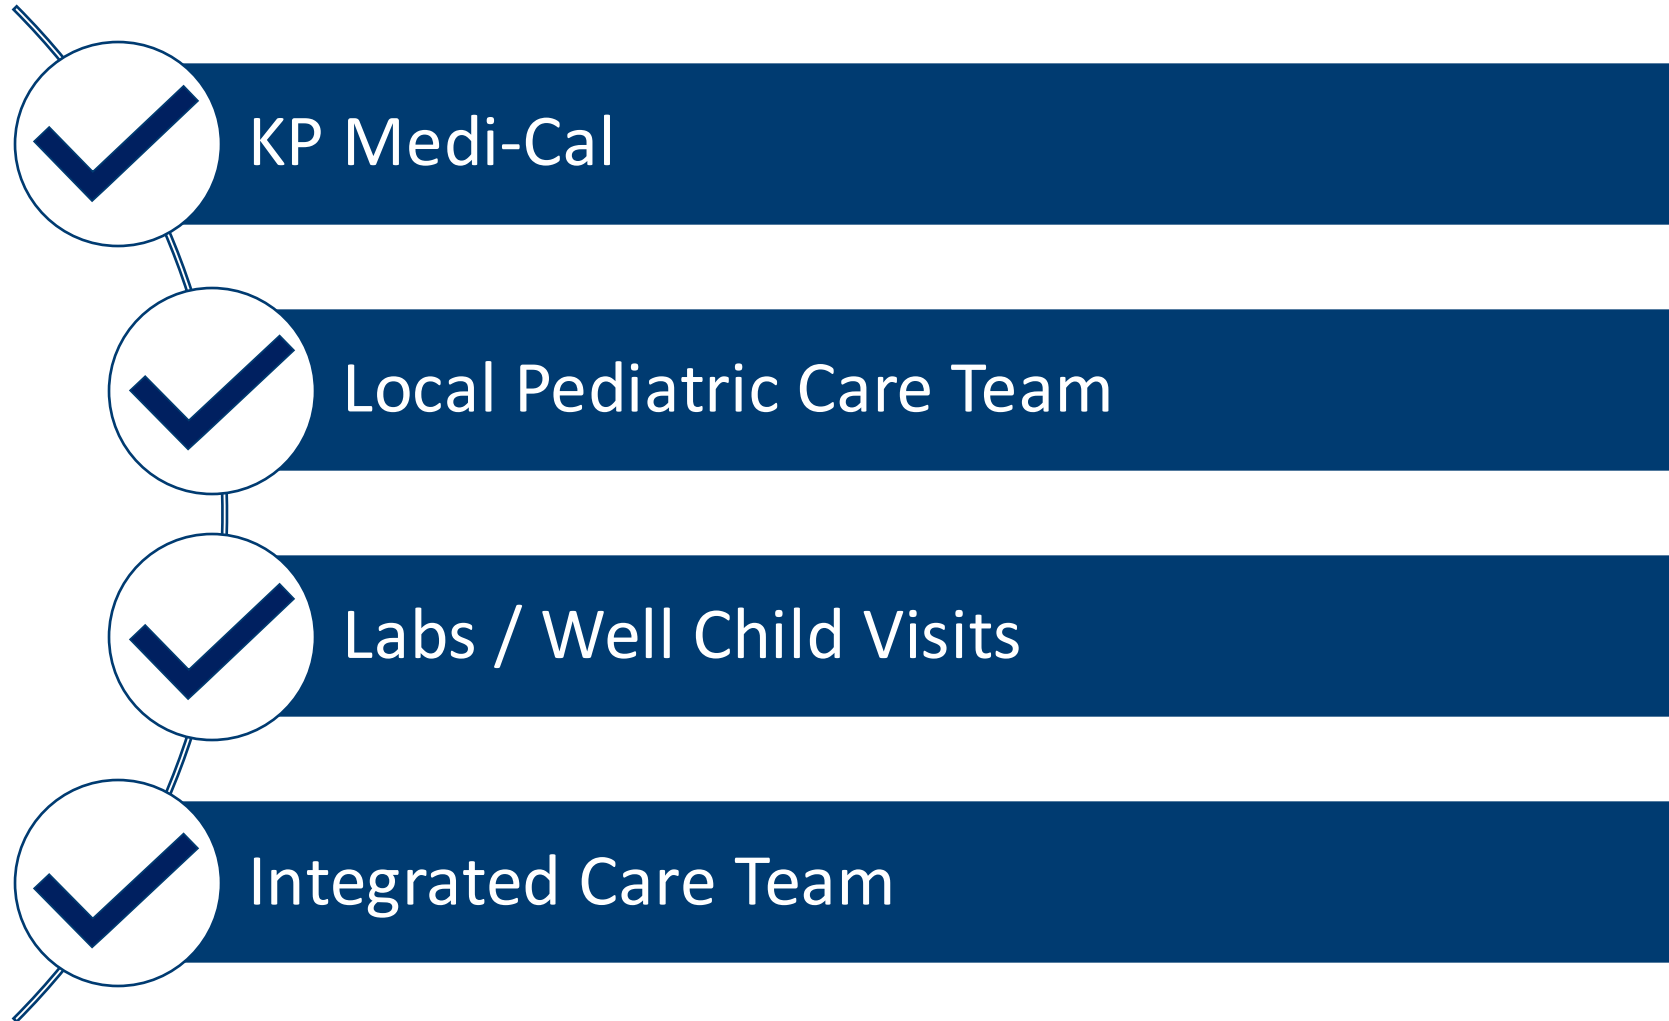 KP Medi-Cal
Local Pediatric Care Team
Labs / Well Child Visits
Integrated Care Team